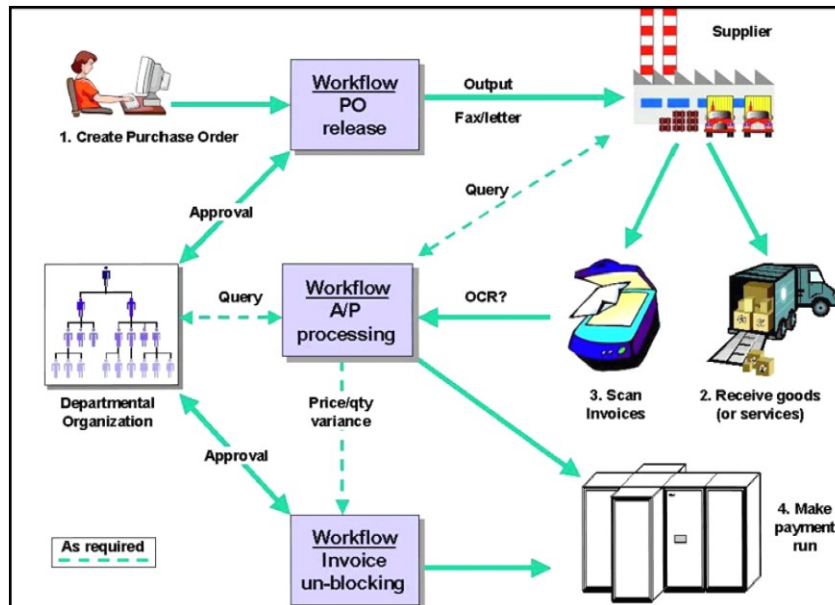 Supplier
Workflow
PO
release
Output
Fax/letter
1. Create Purchase Order
Approval
Query
Workflow
A/P
processing
Query
OCR?
3. Scan
Invoices
2. Receive goods
(or services)
Departmental
Organization
Price/qty
variance
Approval
4. Make
payment
run
Workflow
Invoice
un-blocking
As required